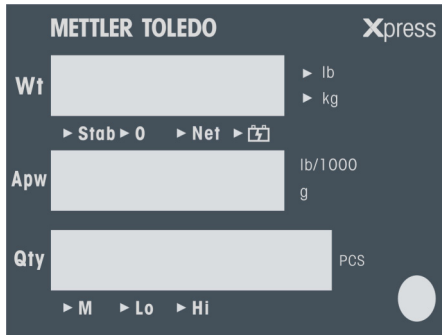 METTLER TOLEDO Xpress
Wt ► lb
► kg
► Stab ► 0 ► Net ►
Apw lb/1000
g
Qty PCS
► M ► Lo ► Hi